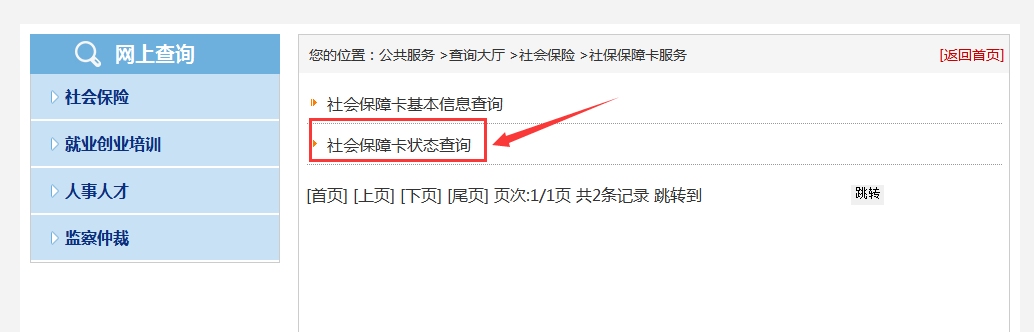 网上查询
社会保险
就业创业培训
人事人才
监察仲裁
您的位置：公共服务 >查询大厅 >社会保险 >社保保障卡服务 [返回首页]
社会保障卡基本信息查询
社会保障卡状态查询
[首页] [上页] [下页] [尾页] 页次:1/1页 共2条记录 跳转到 跳转